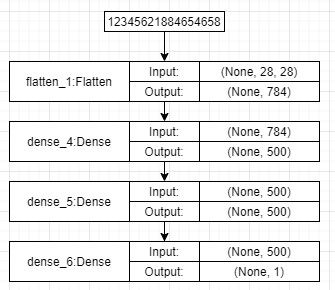 12345621884654658
flatten_1:Flatten
Input: (None, 28, 28)
Output: (None, 784)
dense_4:Dense
Input: (None, 784)
Output: (None, 500)
dense_5:Dense
Input: (None, 500)
Output: (None, 500)
dense_6:Dense
Input: (None, 500)
Output: (None, 1)